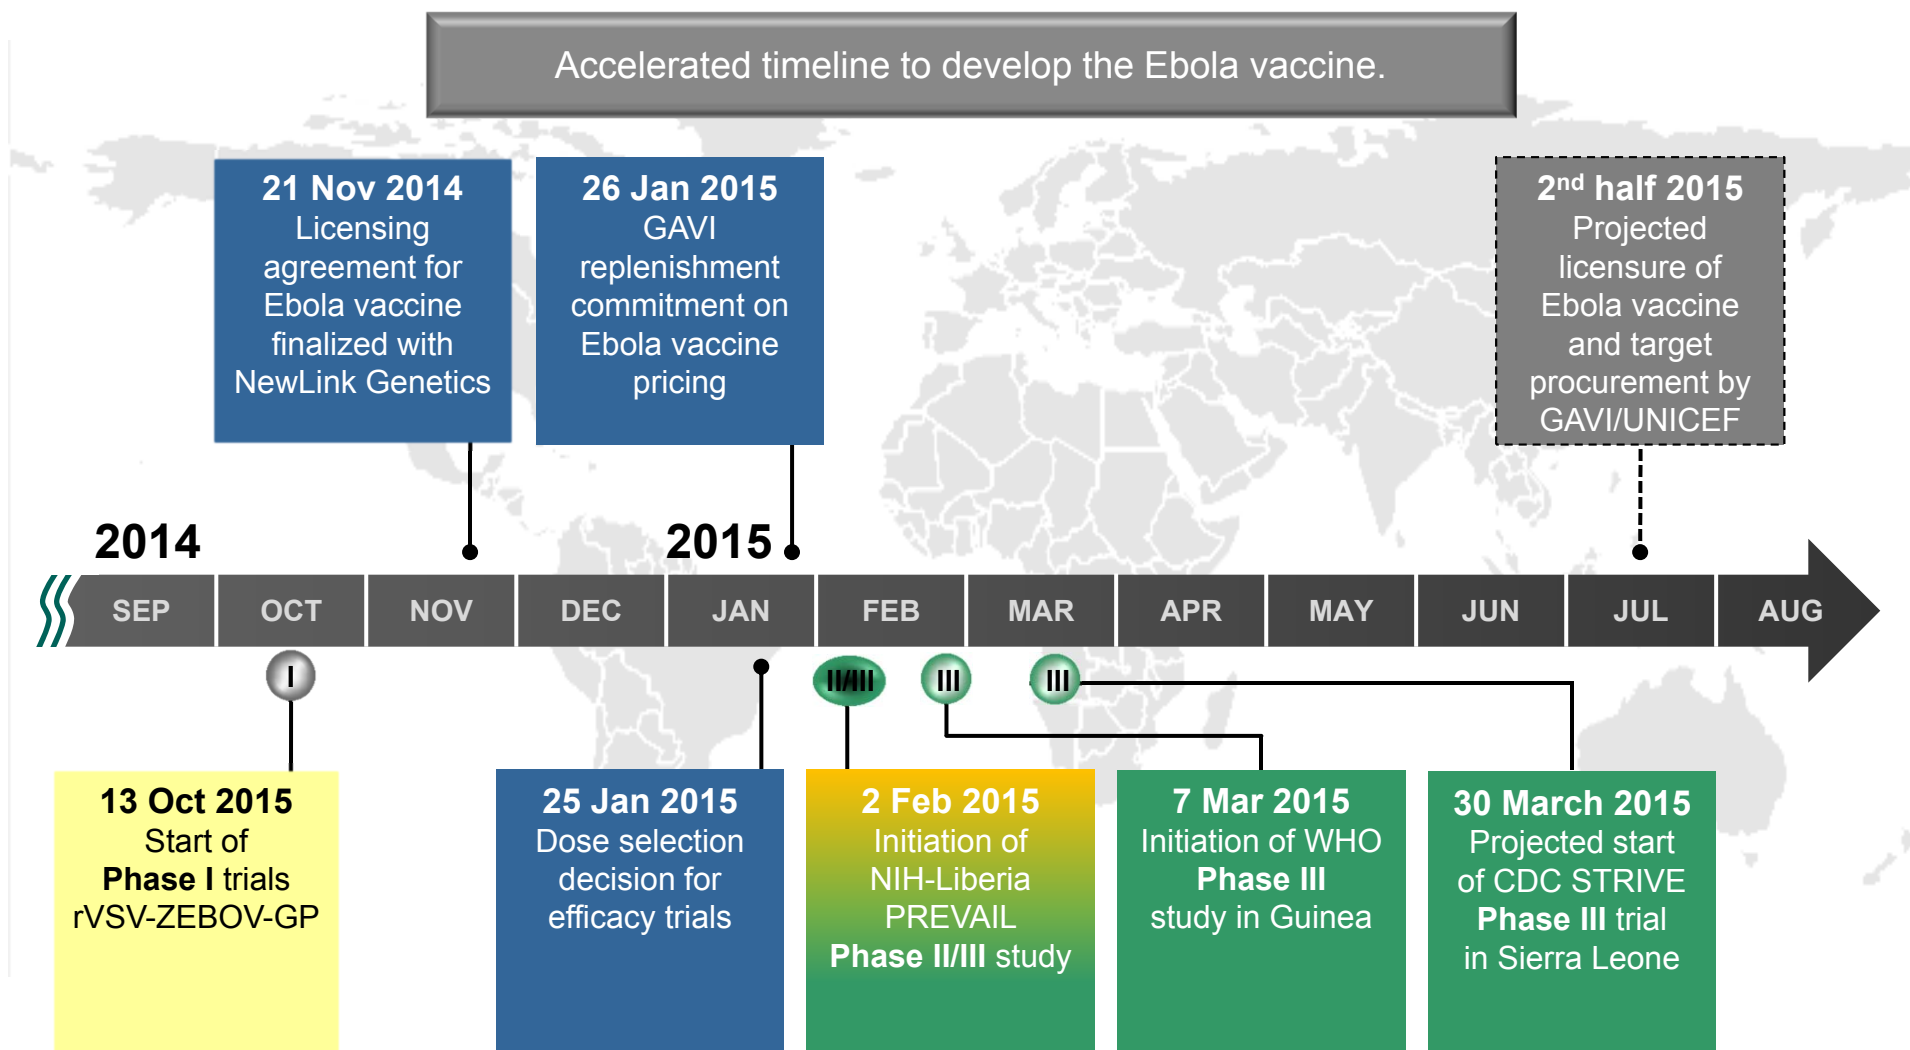 Accelerated timeline to develop the Ebola vaccine.
21 Nov 2014
Licensing
agreement for
Ebola vaccine
finalized with
NewLink Genetics
26 Jan 2015
GAVI
replenishment
commitment on
Ebola vaccine
pricing
2nd half 2015
Projected
licensure of
Ebola vaccine
and target
procurement by
GAVI/UNICEF
2014
2015
SEP
OCT
NOV
DEC
JAN
FEB
MAR
APR
MAY
JUN
JUL
AUG
I
II/III
III
III
13 Oct 2015
Start of
Phase I trials
rVSV-ZEBOV-GP
25 Jan 2015
Dose selection
decision for
efficacy trials
2 Feb 2015
Initiation of
NIH-Liberia
PREVAIL
Phase II/III study
7 Mar 2015
Initiation of WHO
Phase III
study in Guinea
30 March 2015
Projected start
of CDC STRIVE
Phase III trial
in Sierra Leone